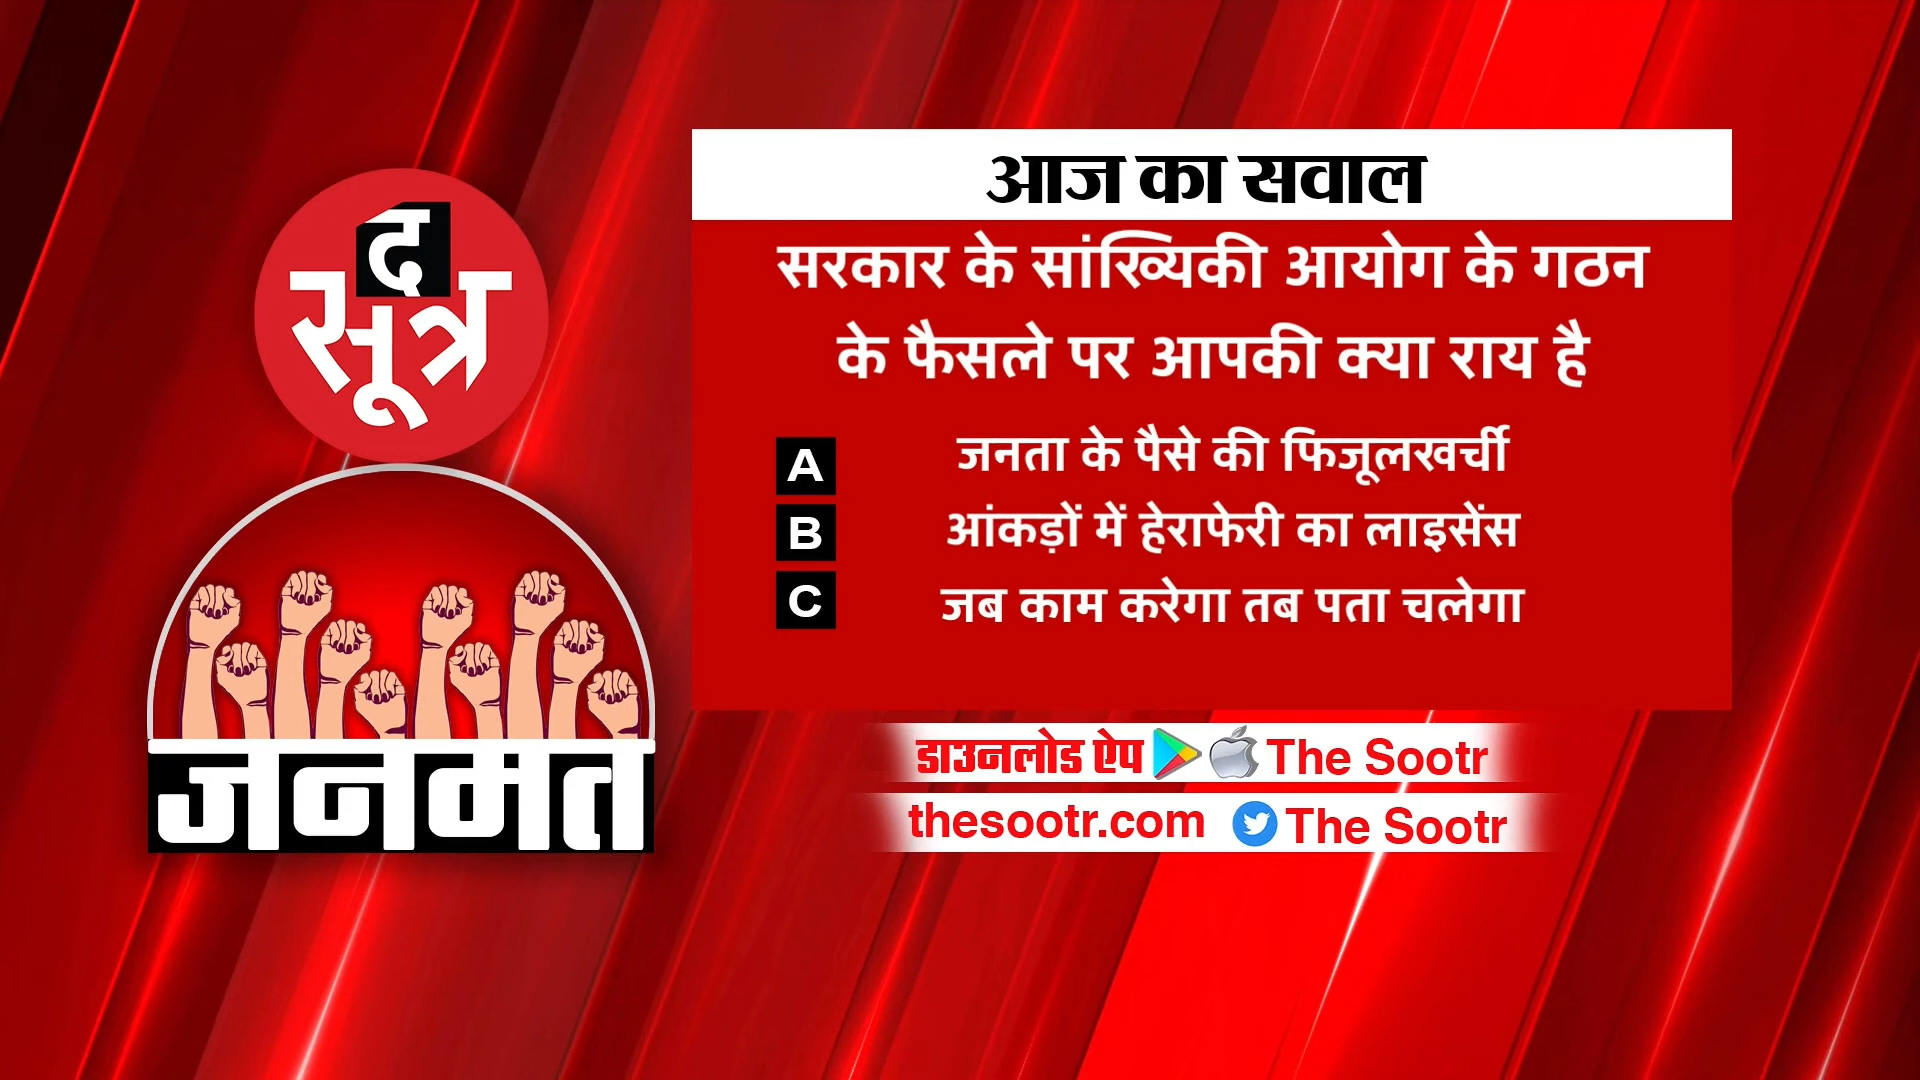 द
सूत्र
जनमत
आज का सवाल
सरकार के सांख्यिकी आयोग के गठन
के फैसले पर आपकी क्या राय है
A जनता के पैसे की फिजूलखर्ची
B आंकड़ों में हेराफेरी का लाइसेंस
C जब काम करेगा तब पता चलेगा
डाउनलोड ऐप The Sootr
thesootr.com The Sootr